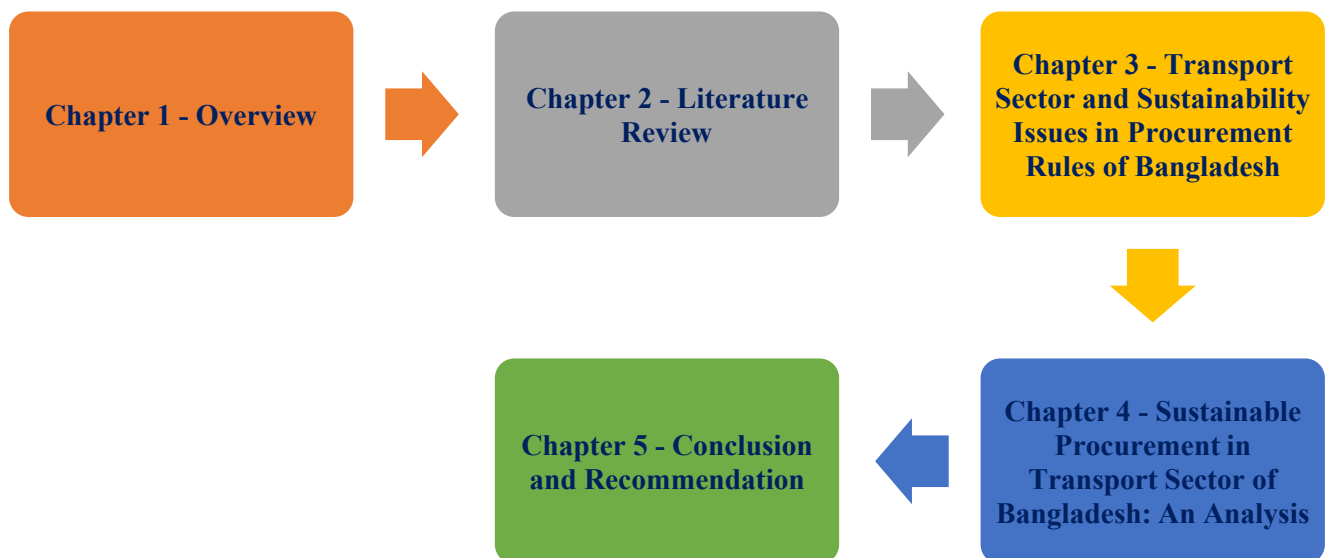 Chapter 1 - Overview
Chapter 2 - Literature
Review
Chapter 3 - Transport
Sector and Sustainability
Issues in Procurement
Rules of Bangladesh
Chapter 4 - Sustainable
Procurement in
Transport Sector of
Bangladesh: An Analysis
Chapter 5 - Conclusion
and Recommendation